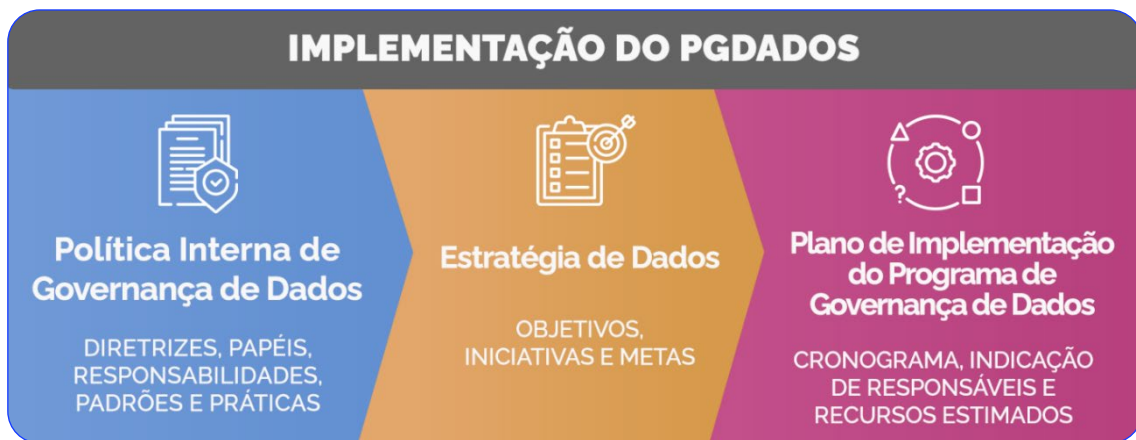 IMPLEMENTAÇÃO DO PGDADOS
Política Interna de
Governança de Dados
DIRETRIZES, PAPÉIS,
RESPONSABILIDADES,
PADRÕES E PRÁTICAS
Estratégia de Dados
OBJETIVOS,
INICIATIVAS E METAS
Plano de Implementação
do Programa de
Governança de Dados
CRONOGRAMA, INDICAÇÃO
DE RESPONSÁVEIS E
RECURSOS ESTIMADOS